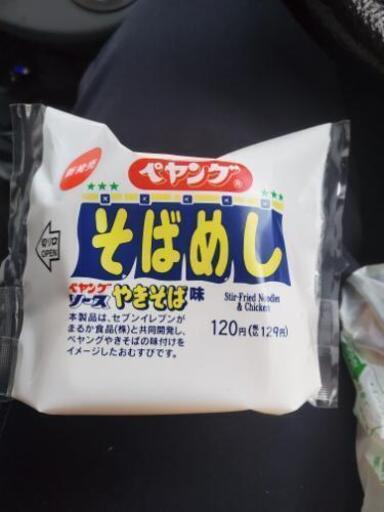 新発売
ペヤング®
そばめし
切り口
OPEN
ペヤング
ソースやきそば味
Stir-Fried Noodles
& Chicken
120円(税込129円)
本製品は、セブンイレブンが
まるか食品(株)と共同開発し、
ペヤングやきそばの味付けを
イメージしたおむすびです。